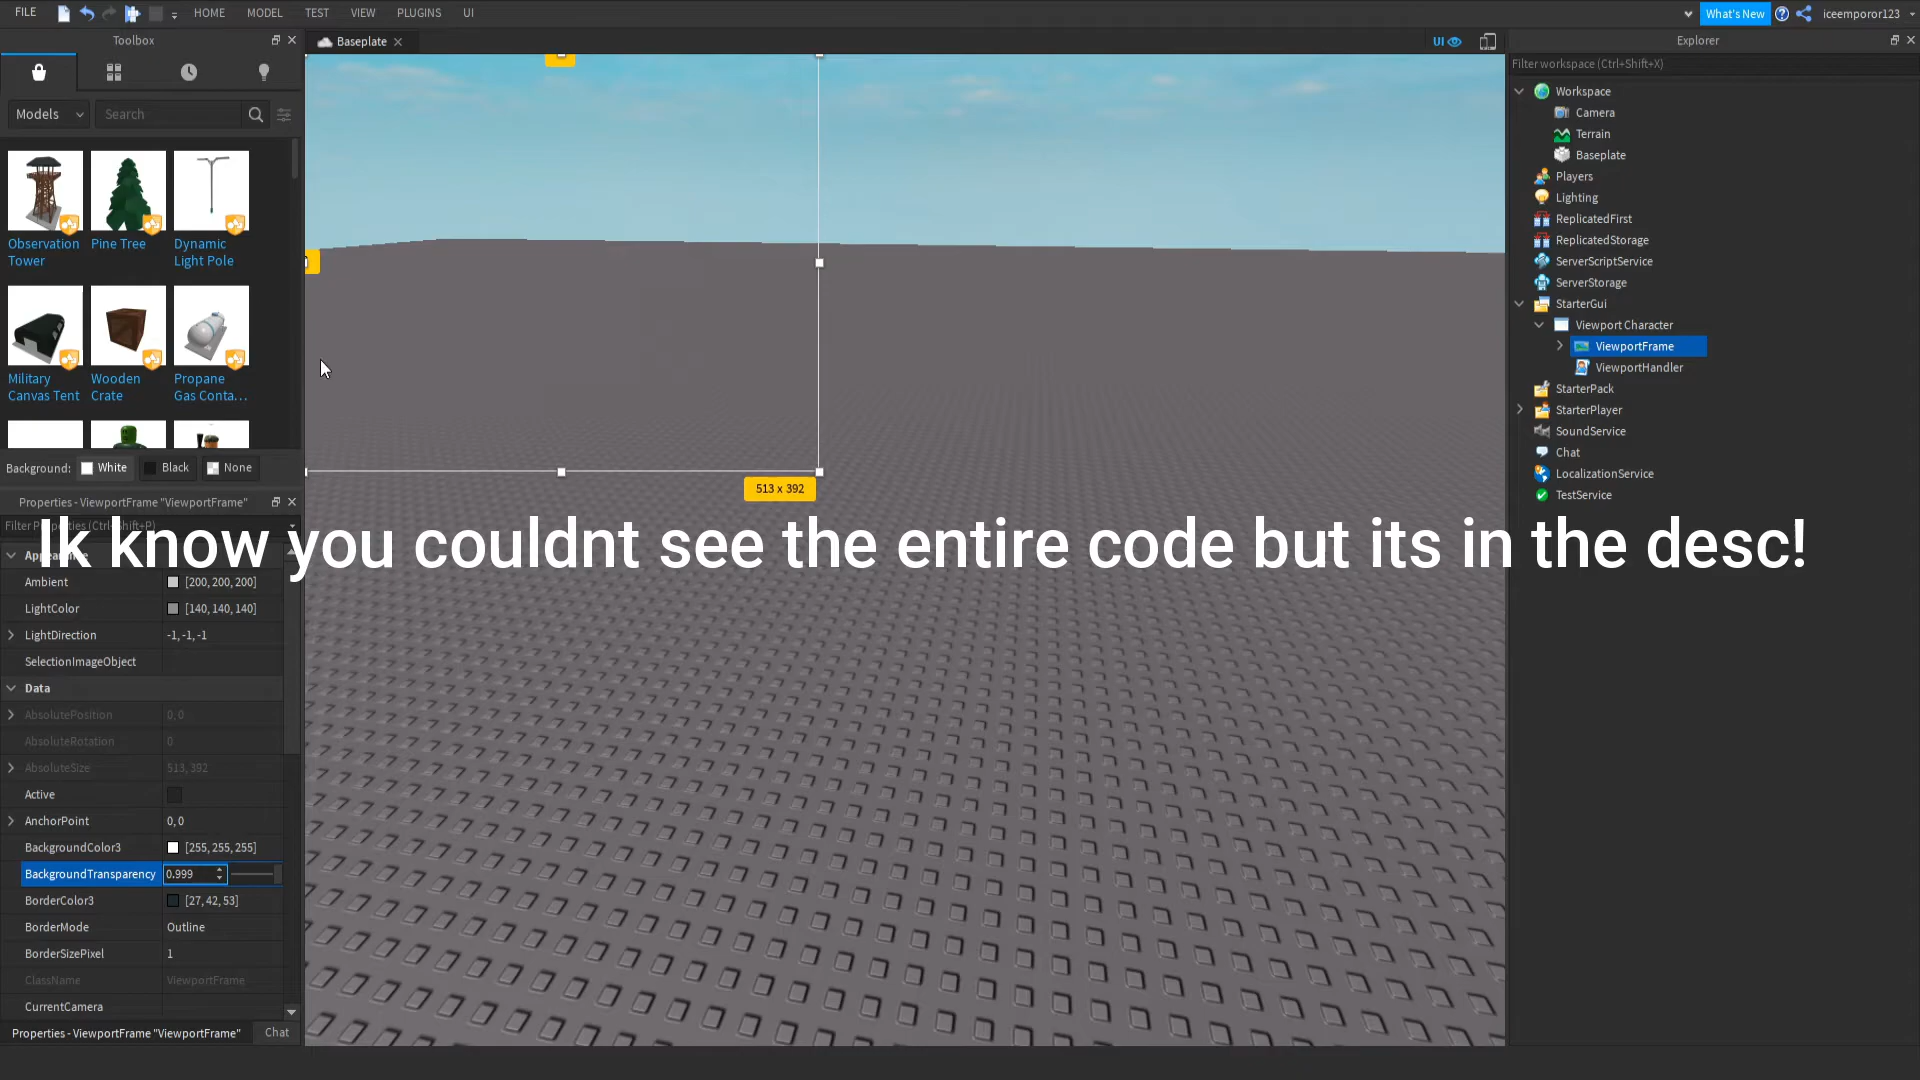 FILE
HOME
MODEL
TEST
VIEW
PLUGINS
UI
What's New
iceemporor123
Toolbox
Baseplate
UI
Explorer
Filter workspace (Ctrl+Shift+X)
Models
Search
Observation Tower
Pine Tree
Dynamic Light Pole
Military Canvas Tent
Wooden Crate
Propane Gas Conta...
Background:
White
Black
None
Workspace
Camera
Terrain
Baseplate
Players
Lighting
ReplicatedFirst
ReplicatedStorage
ServerScriptService
ServerStorage
StarterGui
Viewport Character
ViewportFrame
ViewportHandler
StarterPack
StarterPlayer
SoundService
Chat
LocalizationService
TestService
513 x 392
Ik know you couldnt see the entire code but its in the desc!
Properties - ViewportFrame "ViewportFrame"
Ambient [200, 200, 200]
LightColor [140, 140, 140]
LightDirection -1, -1, -1
SelectionImageObject
Data
AbsolutePosition 0, 0
AbsoluteRotation 0
AbsoluteSize 513, 392
Active
AnchorPoint 0, 0
BackgroundColor3 [255, 255, 255]
BackgroundTransparency 0.999
BorderColor3 [27, 42, 53]
BorderMode Outline
BorderSizePixel 1
ClassName ViewportFrame
CurrentCamera
Properties - ViewportFrame "ViewportFrame"
Chat